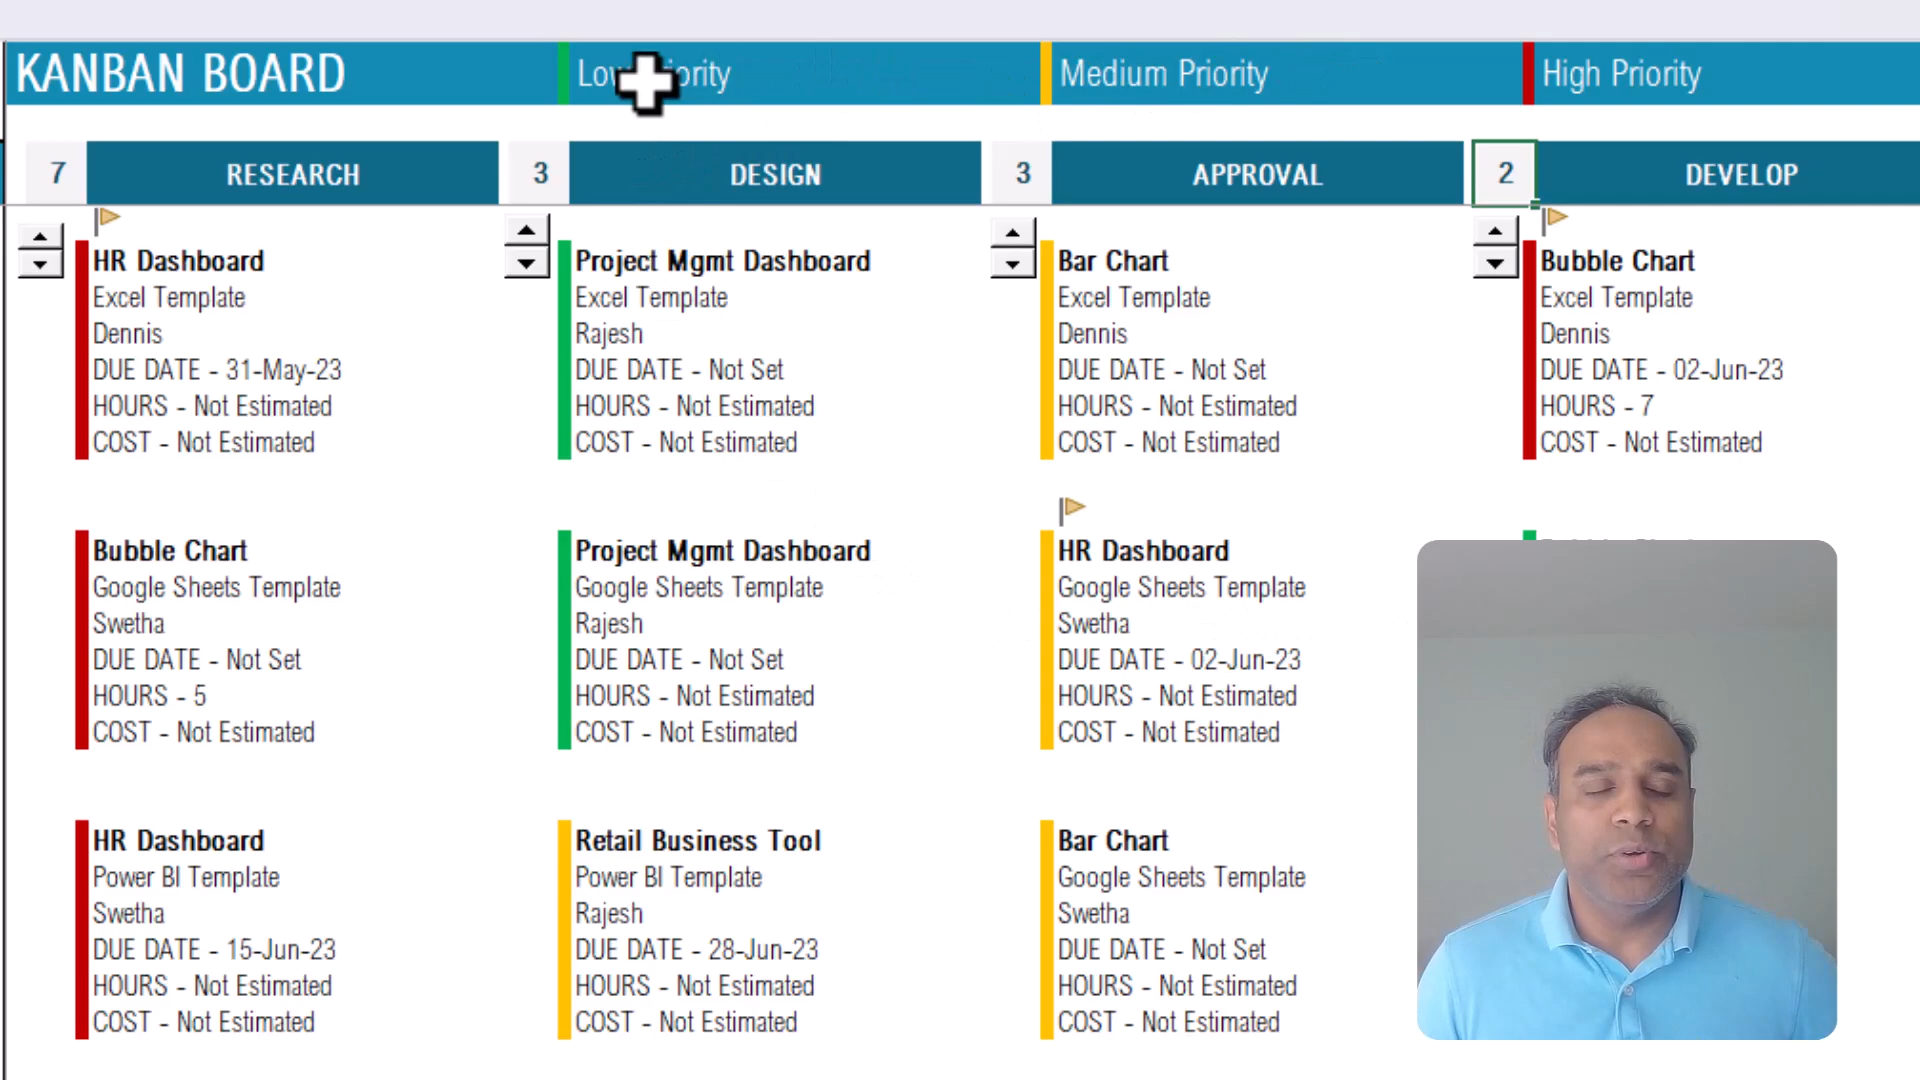 KANBAN BOARD
Medium Priority
High Priority
7
RESEARCH
3
DESIGN
3
APPROVAL
2
DEVELOP
HR Dashboard
Excel Template
Dennis
DUE DATE - 31-May-23
HOURS - Not Estimated
COST - Not Estimated
Project Mgmt Dashboard
Excel Template
Rajesh
DUE DATE - Not Set
HOURS - Not Estimated
COST - Not Estimated
Bar Chart
Excel Template
Dennis
DUE DATE - Not Set
HOURS - Not Estimated
COST - Not Estimated
Bubble Chart
Excel Template
Dennis
DUE DATE - 02-Jun-23
HOURS - 7
COST - Not Estimated
Bubble Chart
Google Sheets Template
Swetha
DUE DATE - Not Set
HOURS - 5
COST - Not Estimated
Project Mgmt Dashboard
Google Sheets Template
Rajesh
DUE DATE - Not Set
HOURS - Not Estimated
COST - Not Estimated
HR Dashboard
Google Sheets Template
Swetha
DUE DATE - 02-Jun-23
HOURS - Not Estimated
COST - Not Estimated
HR Dashboard
Power BI Template
Swetha
DUE DATE - 15-Jun-23
HOURS - Not Estimated
COST - Not Estimated
Retail Business Tool
Power BI Template
Rajesh
DUE DATE - 28-Jun-23
HOURS - Not Estimated
COST - Not Estimated
Bar Chart
Google Sheets Template
Swetha
DUE DATE - Not Set
HOURS - Not Estimated
COST - Not Estimated